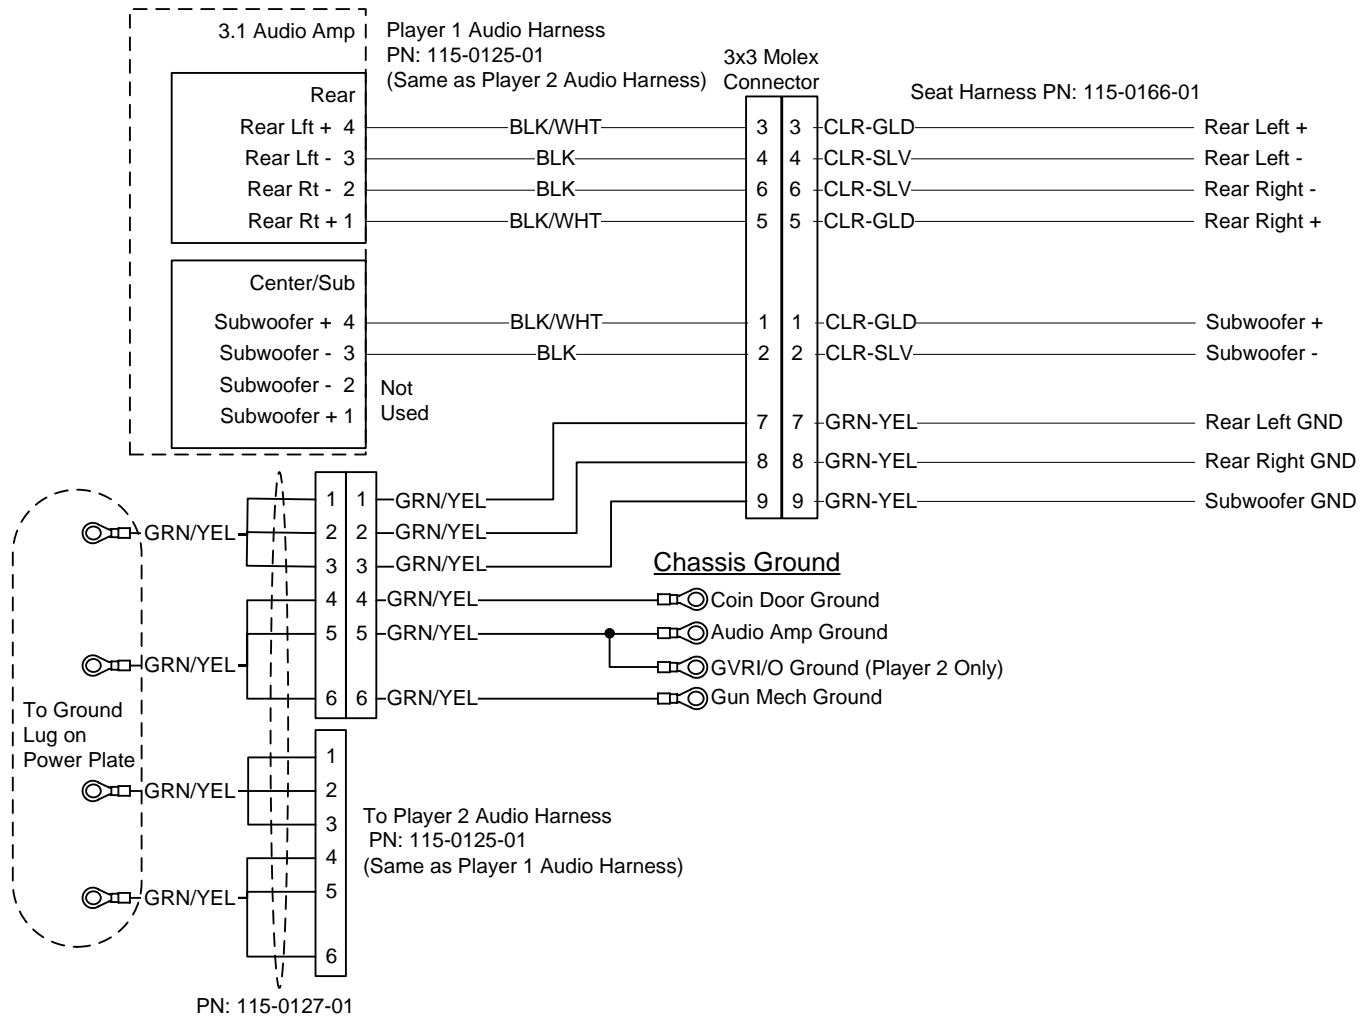 3.1 Audio Amp
Player 1 Audio Harness
PN: 115-0125-01
(Same as Player 2 Audio Harness)
3x3 Molex
Connector
Seat Harness PN: 115-0166-01
Rear
Rear Lft + 4 BLK/WHT 3 3 CLR-GLD Rear Left +
Rear Lft - 3 BLK 4 4 CLR-SLV Rear Left -
Rear Rt - 2 BLK 6 6 CLR-SLV Rear Right -
Rear Rt + 1 BLK/WHT 5 5 CLR-GLD Rear Right +
Center/Sub
Subwoofer + 4 BLK/WHT 1 1 CLR-GLD Subwoofer +
Subwoofer - 3 BLK 2 2 CLR-SLV Subwoofer -
Subwoofer - 2
Subwoofer + 1
Not
Used
7 7 GRN-YEL Rear Left GND
8 8 GRN-YEL Rear Right GND
9 9 GRN-YEL Subwoofer GND
1 1 GRN/YEL
GRN/YEL 2 2 GRN/YEL
3 3 GRN/YEL
Chassis Ground
4 4 GRN/YEL Coin Door Ground
5 5 GRN/YEL Audio Amp Ground
GRN/YEL GVRI/O Ground (Player 2 Only)
6 6 GRN/YEL Gun Mech Ground
To Ground
Lug on
Power Plate
1
GRN/YEL 2
3
4
GRN/YEL 5
6
To Player 2 Audio Harness
PN: 115-0125-01
(Same as Player 1 Audio Harness)
PN: 115-0127-01